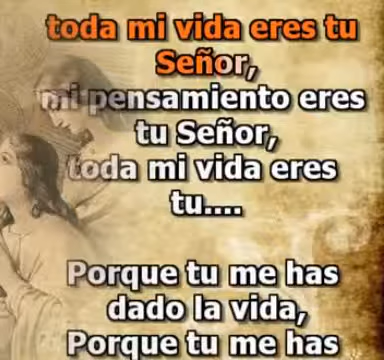 toda mi vida eres tu
Señor,
mi pensamiento eres
tu Señor,
toda mi vida eres
tu....
Porque tu me has
dado la vida,
Porque tu me has